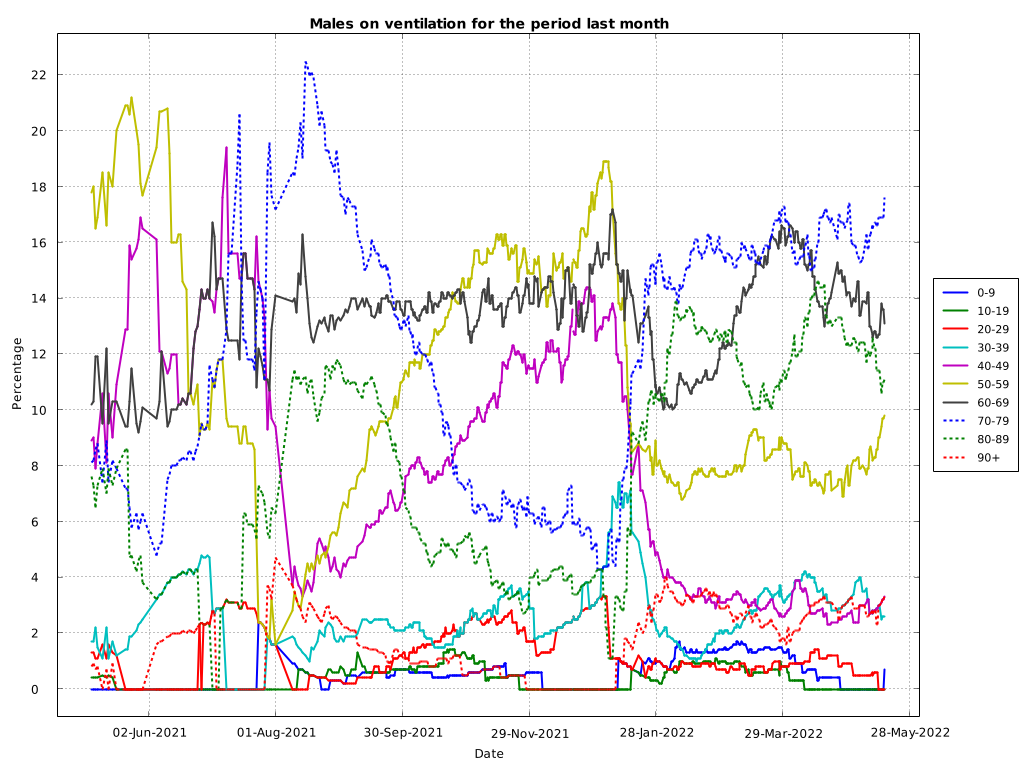 Males on ventilation for the period last month
22
20
18
16
14
12
10
8
6
4
2
0
Percentage
02-Jun-2021
01-Aug-2021
30-Sep-2021
29-Nov-2021
28-Jan-2022
29-Mar-2022
28-May-2022
Date
0-9
10-19
20-29
30-39
40-49
50-59
60-69
70-79
80-89
90+